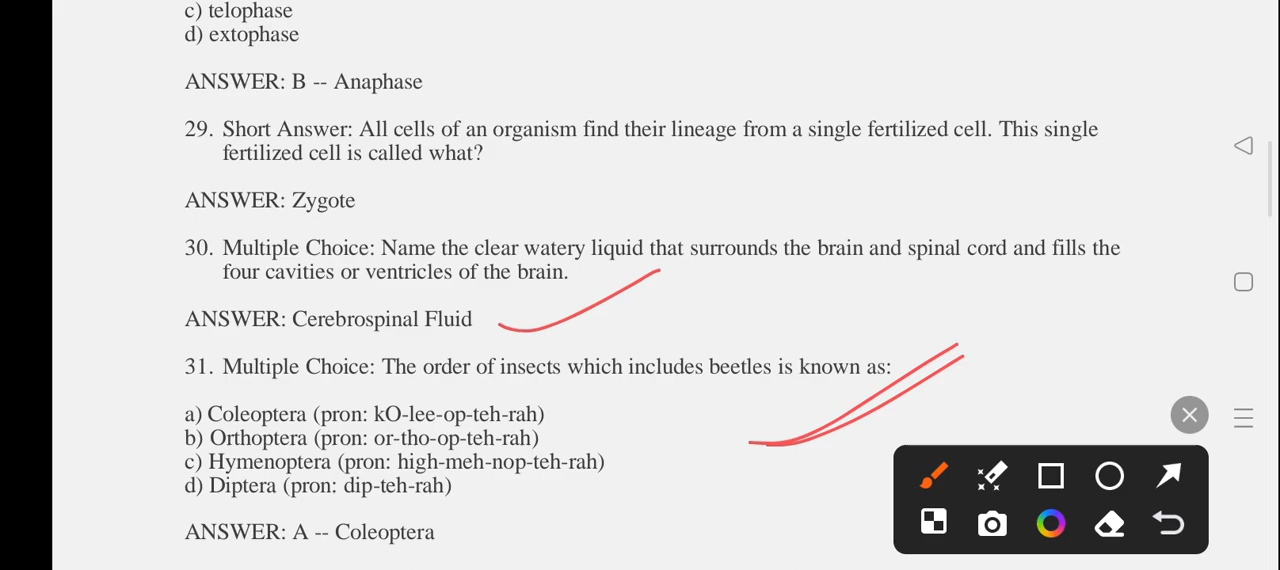 c) telophase
d) extophase
ANSWER: B -- Anaphase
29. Short Answer: All cells of an organism find their lineage from a single fertilized cell. This single
fertilized cell is called what?
ANSWER: Zygote
30. Multiple Choice: Name the clear watery liquid that surrounds the brain and spinal cord and fills the
four cavities or ventricles of the brain.
ANSWER: Cerebrospinal Fluid
31. Multiple Choice: The order of insects which includes beetles is known as:
a) Coleoptera (pron: kO-lee-op-teh-rah)
b) Orthoptera (pron: or-tho-op-teh-rah)
c) Hymenoptera (pron: high-meh-nop-teh-rah)
d) Diptera (pron: dip-teh-rah)
ANSWER: A -- Coleoptera